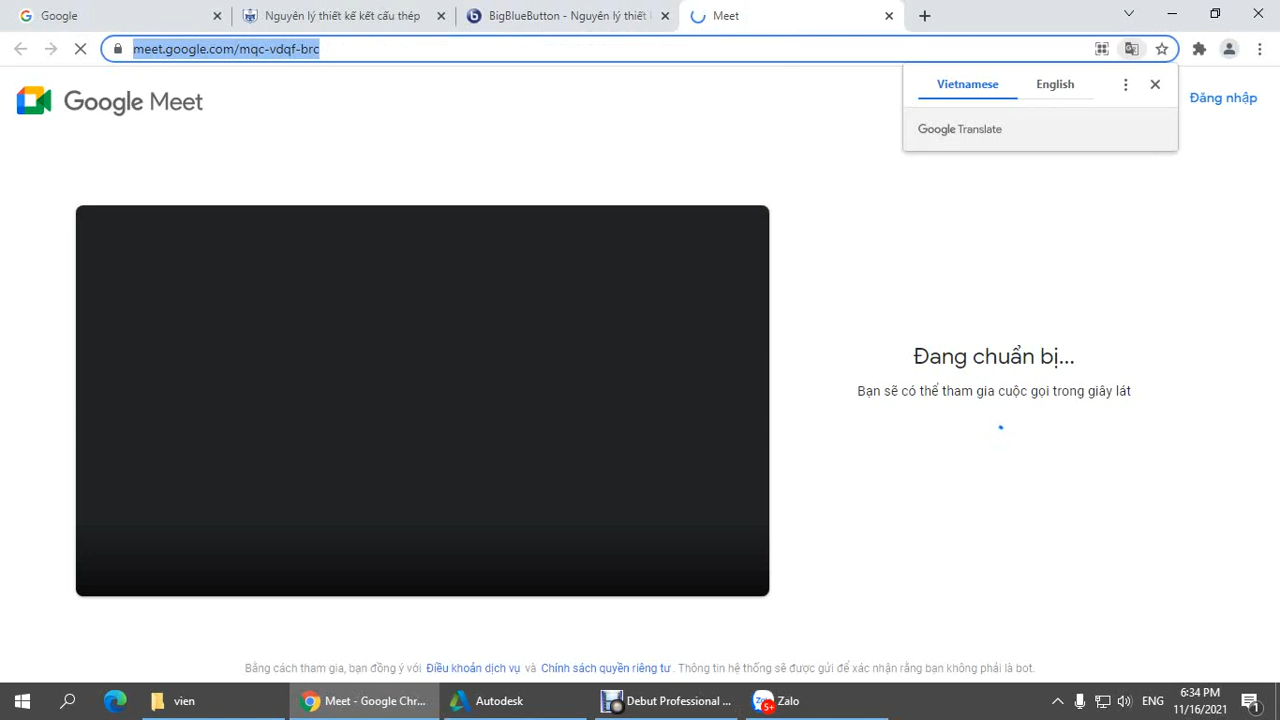 Google
Nguyên lý thiết kế kết cấu thép
BigBlueButton - Nguyên lý thiết
Meet
meet.google.com/mqc-vdqf-brc
Vietnamese
English
Google Translate
Google Meet
Đăng nhập
Đang chuẩn bị...
Bạn sẽ có thể tham gia cuộc gọi trong giây lát
Bằng cách tham gia, bạn đồng ý với Điều khoản dịch vụ và Chính sách quyền riêng tư. Thông tin hệ thống sẽ được gửi để xác nhận rằng bạn không phải là bot.
vien
Meet - Google Chr...
Autodesk
Debut Professional ...
5+
Zalo
ENG
6:34 PM
11/16/2021
1